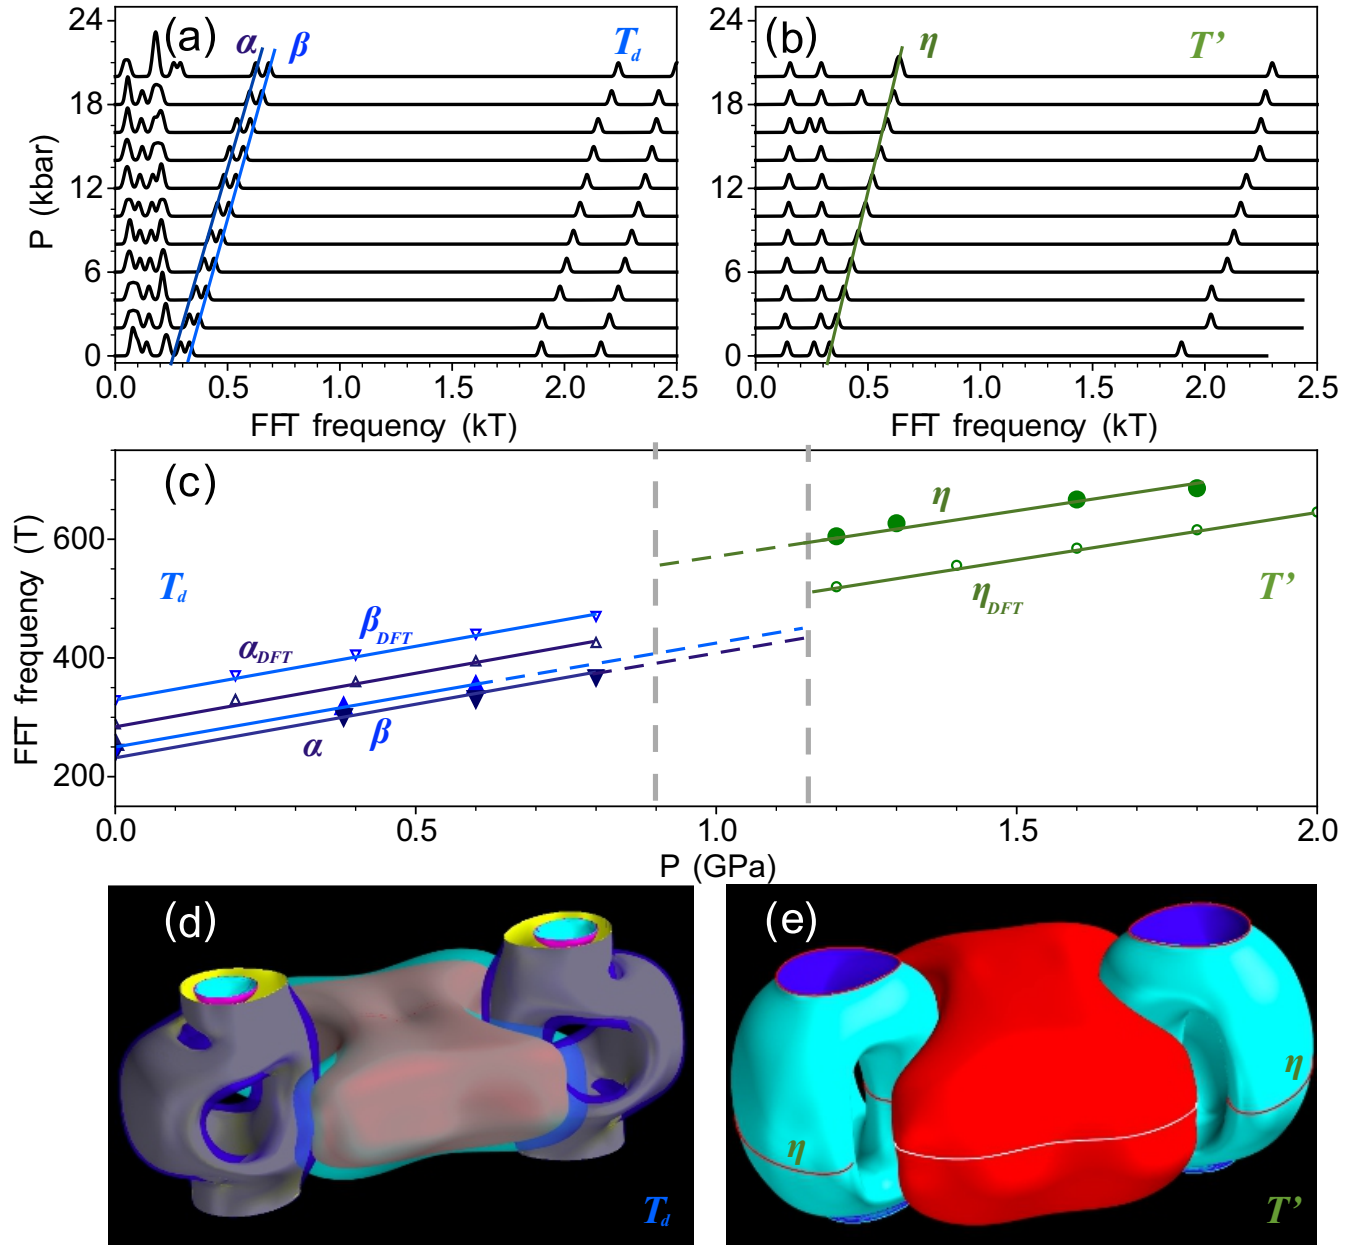 (a) α β T_d
(b) η T'
24
18
12
6
0
P (kbar)
0.0 0.5 1.0 1.5 2.0 2.5
FFT frequency (kT)
24
18
12
6
0
0.0 0.5 1.0 1.5 2.0 2.5
FFT frequency (kT)
(c)
η
600
T_d
η_DFT
T'
β_DFT
α_DFT
400
α β
200
FFT frequency (T)
0.0 0.5 1.0 1.5 2.0
P (GPa)
(d)
T_d
(e)
η
η
T'